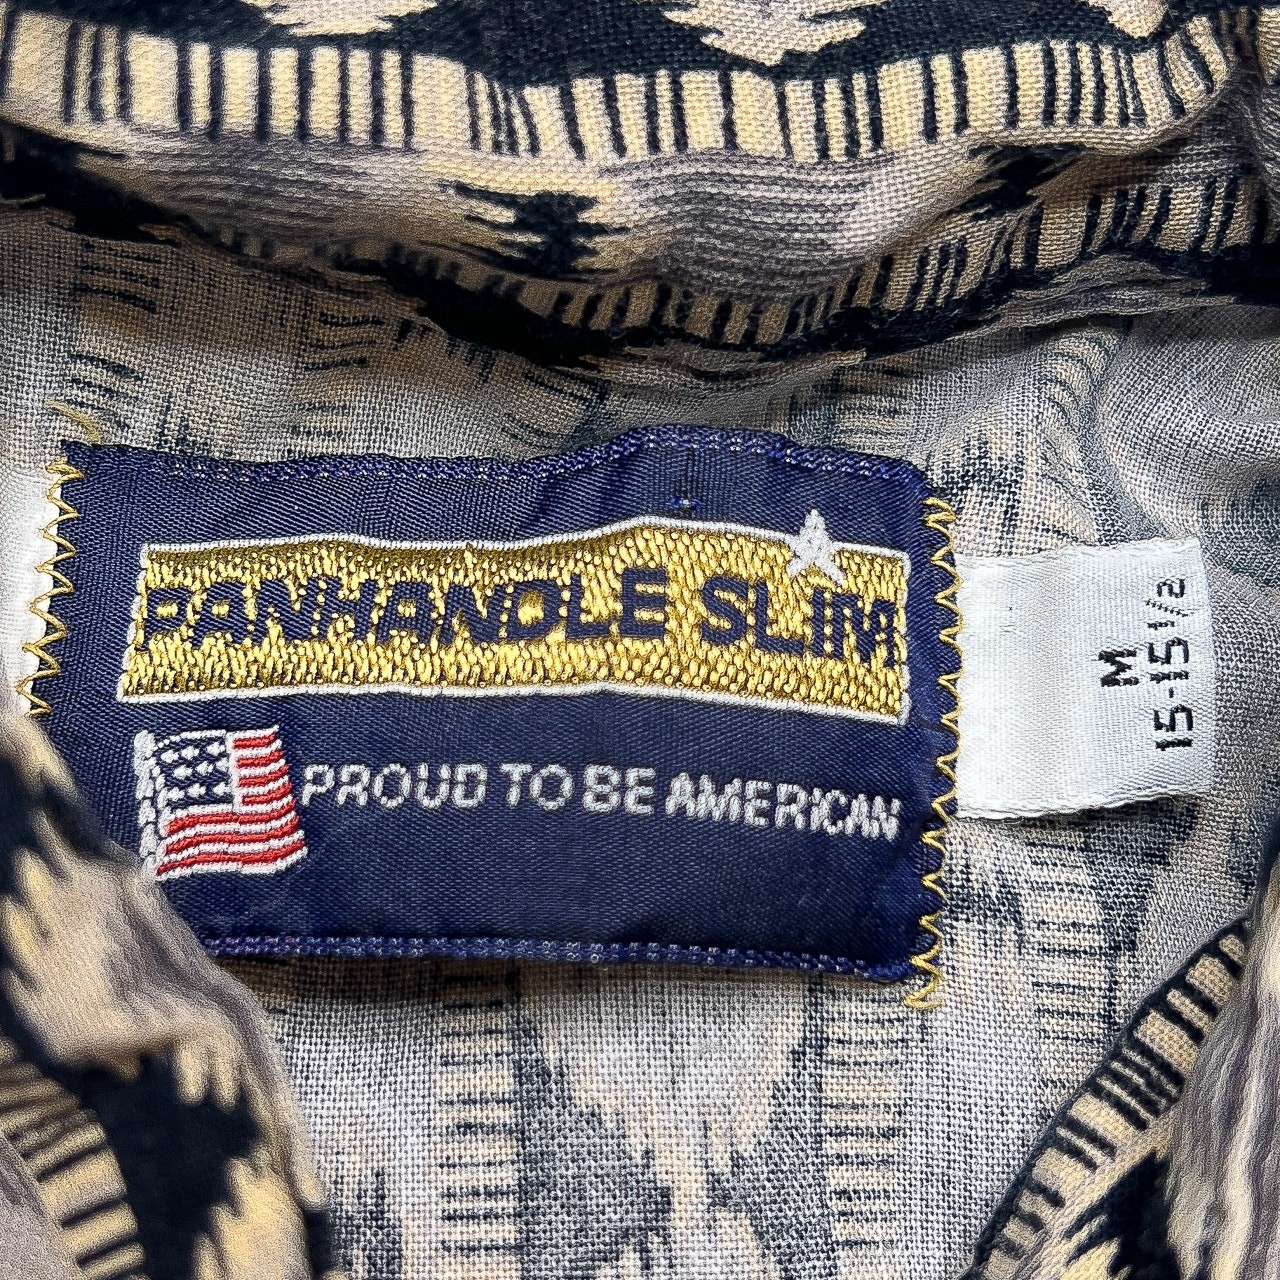 PANHANDLE SLIM
PROUD TO BE AMERICAN
M
15-15 1/2